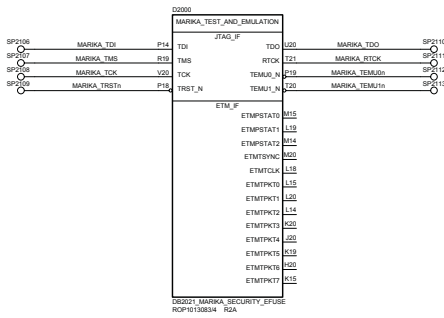 D2000
MARIKA_TEST_AND_EMULATION
JTAG_IF
SP2106 MARIKA_TDI P14 TDI TDO U20 MARIKA_TDO SP2110
SP2107 MARIKA_TMS R19 TMS RTCK T21 MARIKA_RTCK SP2111
SP2108 MARIKA_TCK V20 TCK TEMU0_N P19 MARIKA_TEMU0n SP2112
SP2109 MARIKA_TRSTn P18 TRST_N TEMU1_N T20 MARIKA_TEMU1n SP2113
ETM_IF
ETMPSTAT0 M15
ETMPSTAT1 L19
ETMPSTAT2 M14
ETMTSYNC M20
ETMTCLK L18
ETMTPKT0 L15
ETMTPKT1 L20
ETMTPKT2 L14
ETMTPKT3 K20
ETMTPKT4 J20
ETMTPKT5 K19
ETMTPKT6 H20
ETMTPKT7 K15
DB2021_MARIKA_SECURITY_EFUSE
ROP1013083/4 R2A